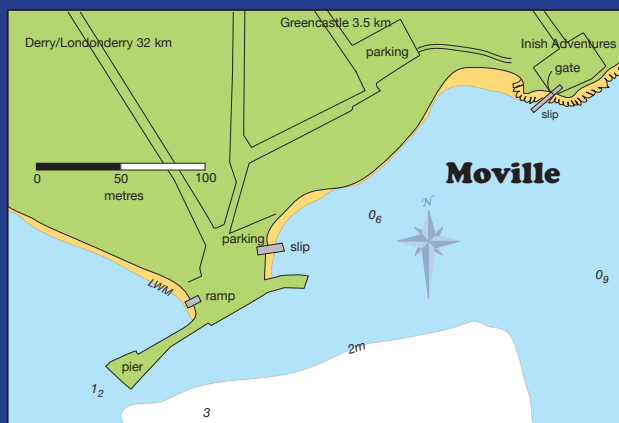 Greencastle 3.5 km
Derry/Londonderry 32 km
Inish Adventures
parking
gate
slip
0 50 100
metres
Moville
N
0₆
parking
slip
0₉
LWM
ramp
2m
pier
1₂
3